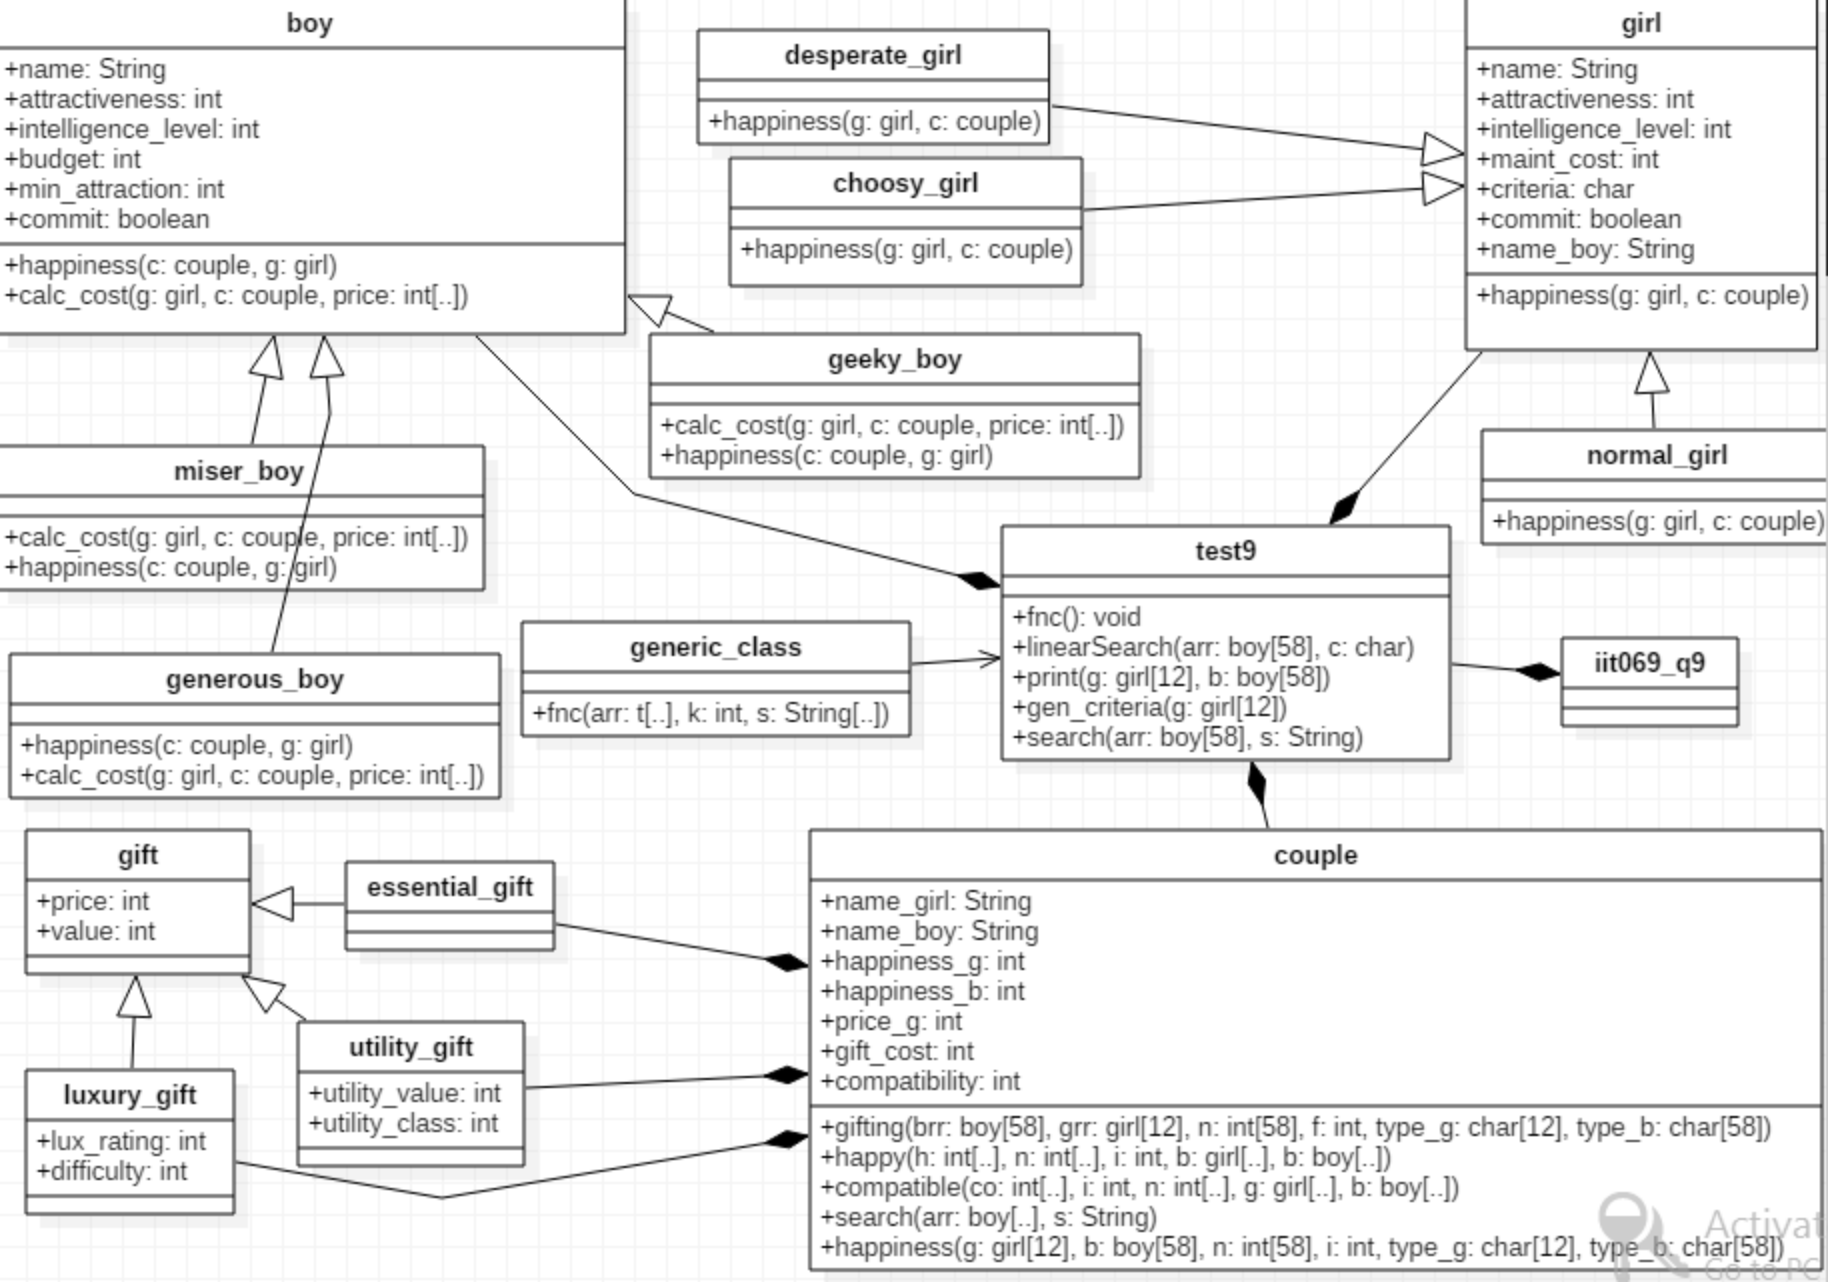 boy
+name: String
+attractiveness: int
+intelligence_level: int
+budget: int
+min_attraction: int
+commit: boolean
+happiness(c: couple, g: girl)
+calc_cost(g: girl, c: couple, price: int[..])
desperate_girl
+happiness(g: girl, c: couple)
choosy_girl
+happiness(g: girl, c: couple)
girl
+name: String
+attractiveness: int
+intelligence_level: int
+maint_cost: int
+criteria: char
+commit: boolean
+name_boy: String
+happiness(g: girl, c: couple)
geeky_boy
+calc_cost(g: girl, c: couple, price: int[..])
+happiness(c: couple, g: girl)
miser_boy
+calc_cost(g: girl, c: couple, price: int[..])
+happiness(c: couple, g: girl)
normal_girl
+happiness(g: girl, c: couple)
test9
+fnc(): void
+linearSearch(arr: boy[58], c: char)
+print(g: girl[12], b: boy[58])
+gen_criteria(g: girl[12])
+search(arr: boy[58], s: String)
generic_class
+fnc(arr: t[..], k: int, s: String[..])
iit069_q9
generous_boy
+happiness(c: couple, g: girl)
+calc_cost(g: girl, c: couple, price: int[..])
gift
+price: int
+value: int
essential_gift
utility_gift
+utility_value: int
+utility_class: int
luxury_gift
+lux_rating: int
+difficulty: int
couple
+name_girl: String
+name_boy: String
+happiness_g: int
+happiness_b: int
+price_g: int
+gift_cost: int
+compatibility: int
+gifting(brr: boy[58], grr: girl[12], n: int[58], f: int, type_g: char[12], type_b: char[58])
+happy(h: int[..], n: int[..], i: int, b: girl[..], b: boy[..])
+compatible(co: int[..], i: int, n: int[..], g: girl[..], b: boy[..])
+search(arr: boy[..], s: String)
+happiness(g: girl[12], b: boy[58], n: int[58], i: int, type_g: char[12], type_b: char[58])
Activat
Go to PC